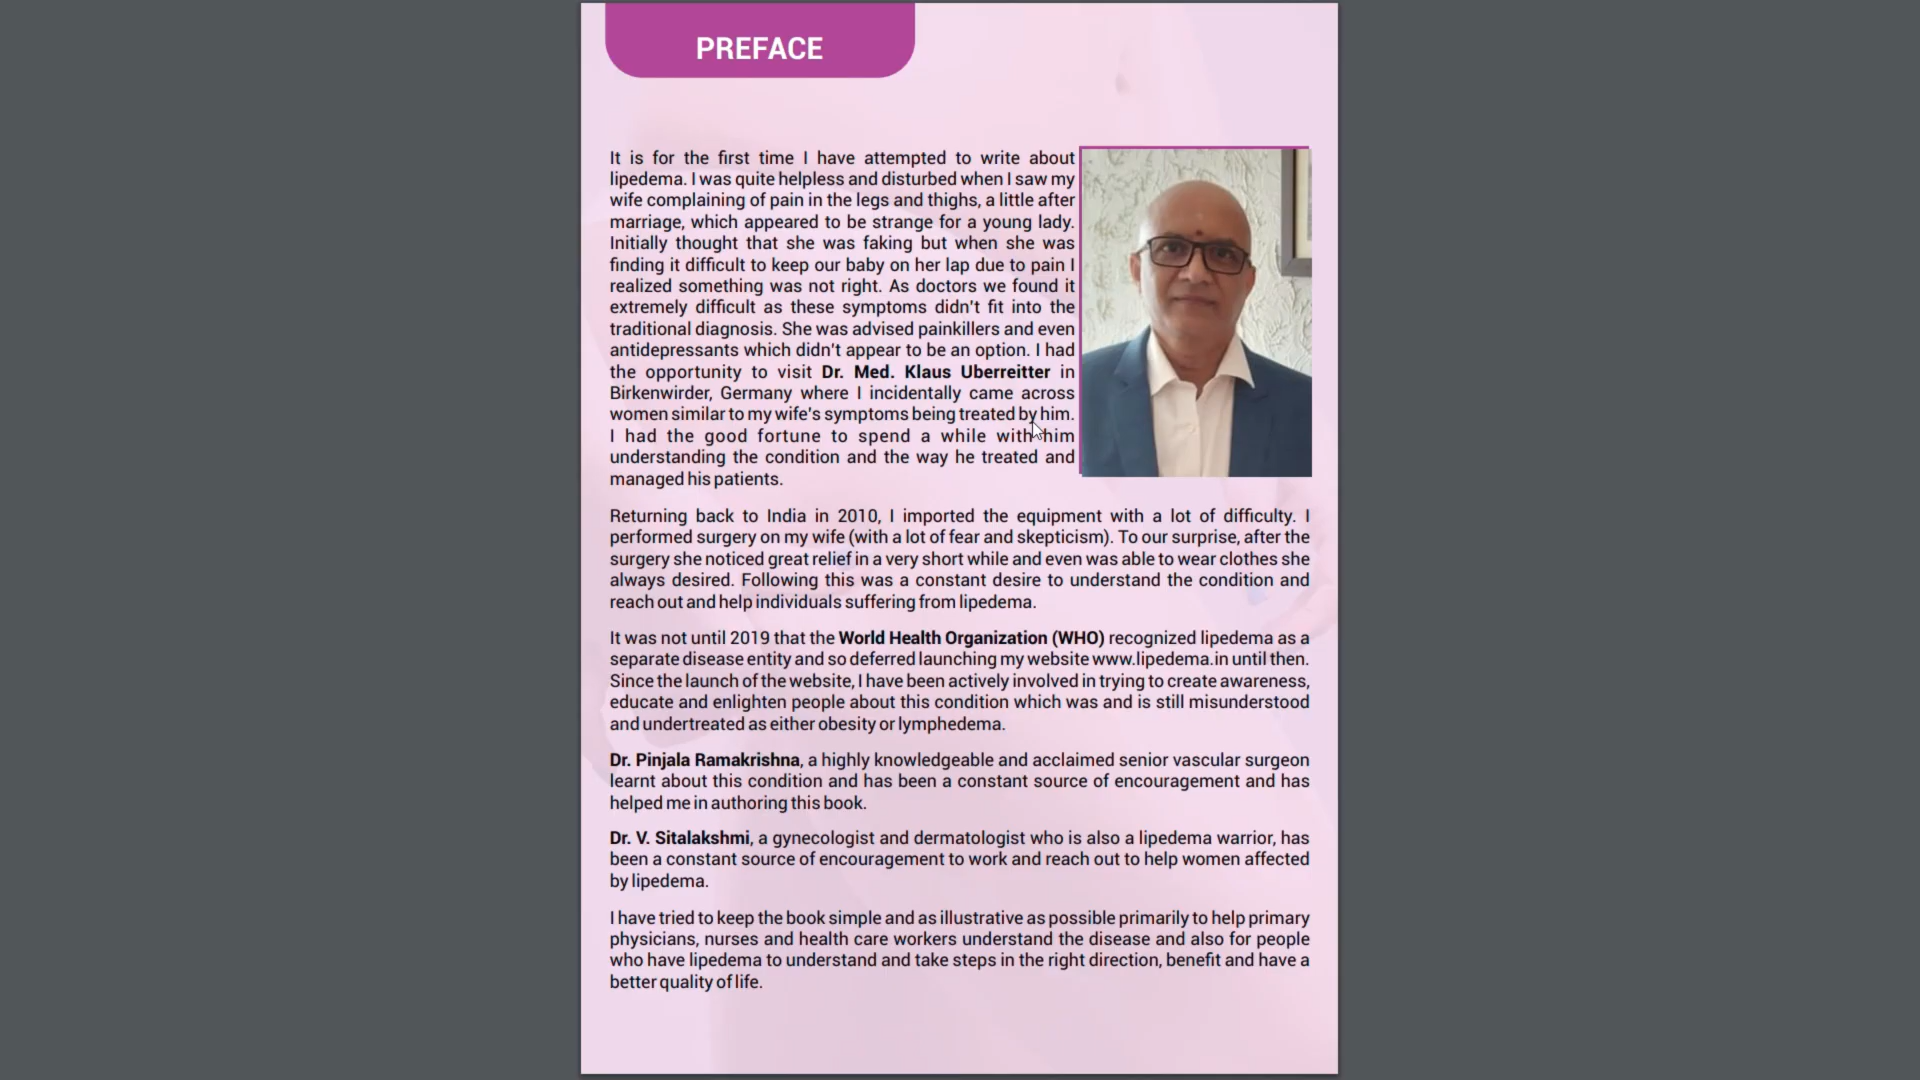 PREFACE
It is for the first time I have attempted to write about
lipedema. I was quite helpless and disturbed when I saw my
wife complaining of pain in the legs and thighs, a little after
marriage, which appeared to be strange for a young lady.
Initially thought that she was faking but when she was
finding it difficult to keep our baby on her lap due to pain I
realized something was not right. As doctors we found it
extremely difficult as these symptoms didn't fit into the
traditional diagnosis. She was advised painkillers and even
antidepressants which didn't appear to be an option. I had
the opportunity to visit Dr. Med. Klaus Uberreitter in
Birkenwirder, Germany where I incidentally came across
women similar to my wife's symptoms being treated by him.
I had the good fortune to spend a while with him
understanding the condition and the way he treated and
managed his patients.
Returning back to India in 2010, I imported the equipment with a lot of difficulty. I
performed surgery on my wife (with a lot of fear and skepticism). To our surprise, after the
surgery she noticed great relief in a very short while and even was able to wear clothes she
always desired. Following this was a constant desire to understand the condition and
reach out and help individuals suffering from lipedema.
It was not until 2019 that the World Health Organization (WHO) recognized lipedema as a
separate disease entity and so deferred launching my website www.lipedema.in until then.
Since the launch of the website, I have been actively involved in trying to create awareness,
educate and enlighten people about this condition which was and is still misunderstood
and undertreated as either obesity or lymphedema.
Dr. Pinjala Ramakrishna, a highly knowledgeable and acclaimed senior vascular surgeon
learnt about this condition and has been a constant source of encouragement and has
helped me in authoring this book.
Dr. V. Sitalakshmi, a gynecologist and dermatologist who is also a lipedema warrior, has
been a constant source of encouragement to work and reach out to help women affected
by lipedema.
I have tried to keep the book simple and as illustrative as possible primarily to help primary
physicians, nurses and health care workers understand the disease and also for people
who have lipedema to understand and take steps in the right direction, benefit and have a
better quality of life.